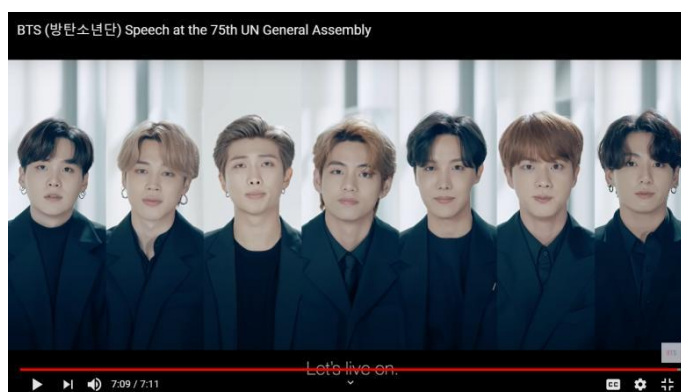 BTS (방탄소년단) Speech at the 75th UN General Assembly
Let's live on.
7:09 / 7:11
CC